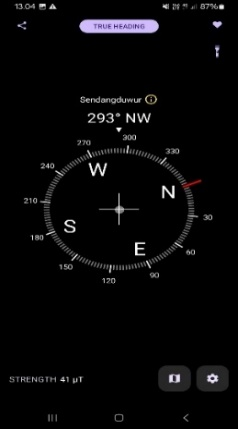 13.04
87%
TRUE HEADING
Sendangduwur
293° NW
300
270
330
W
240
N
210
30
S
180
60
E
150
90
120
STRENGTH 41 μT